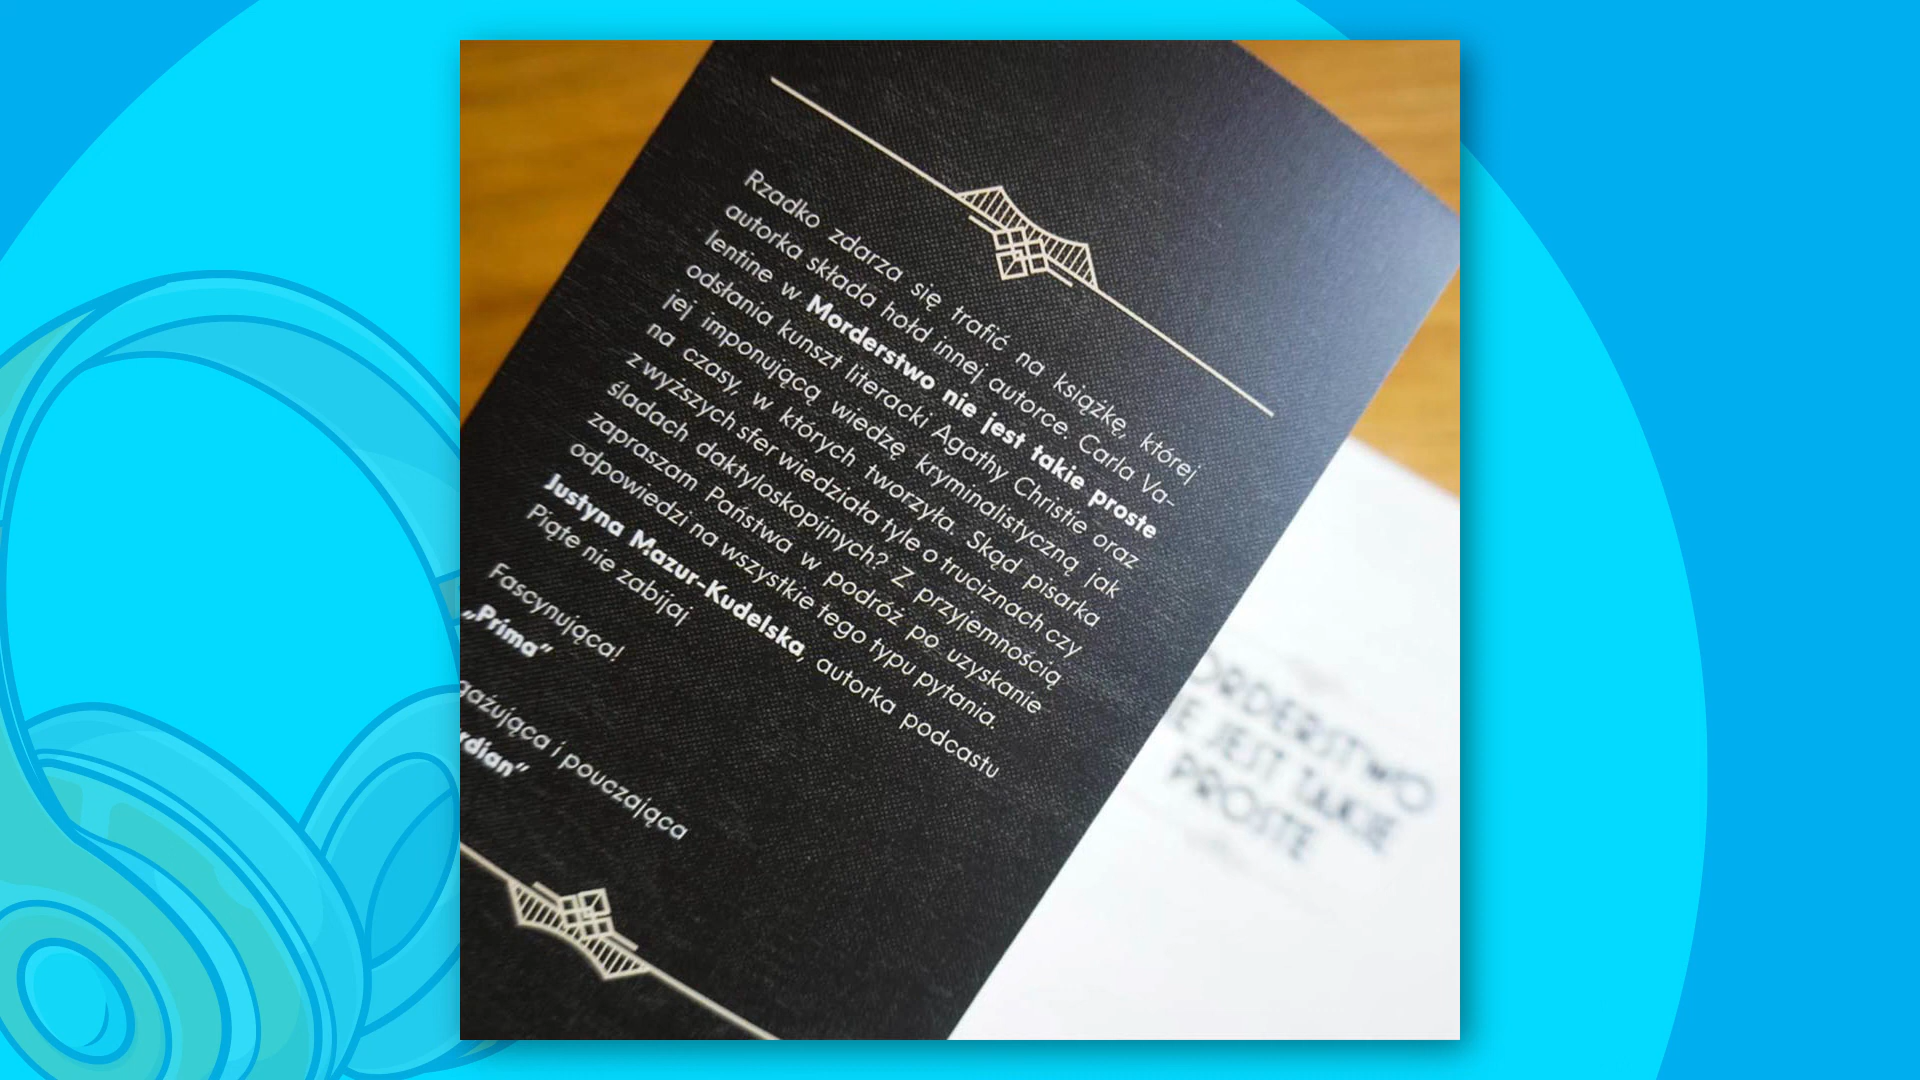 Rzadko zdarza się trafić na książkę, której
autorka składa hołd innej autorce. Carla Va-
lentine w Morderstwo nie jest takie proste
odsłania kunszt literacki Agathy Christie oraz
jej imponującą wiedzę kryminalistyczną jak
na czasy, w których tworzyła. Skąd pisarka
z wyższych sfer wiedziała tyle o truciznach czy
śladach daktyloskopijnych? Z przyjemnością
zapraszam Państwa w podróż po uzyskanie
odpowiedzi na wszystkie tego typu pytania.
Justyna Mazur-Kudelska, autorka podcastu
Piąte nie zabijaj
Fascynująca!
„Prima”
gażująca i pouczająca
rdian”
ORDERSTWO
E JEST TAKIE
PROSTE